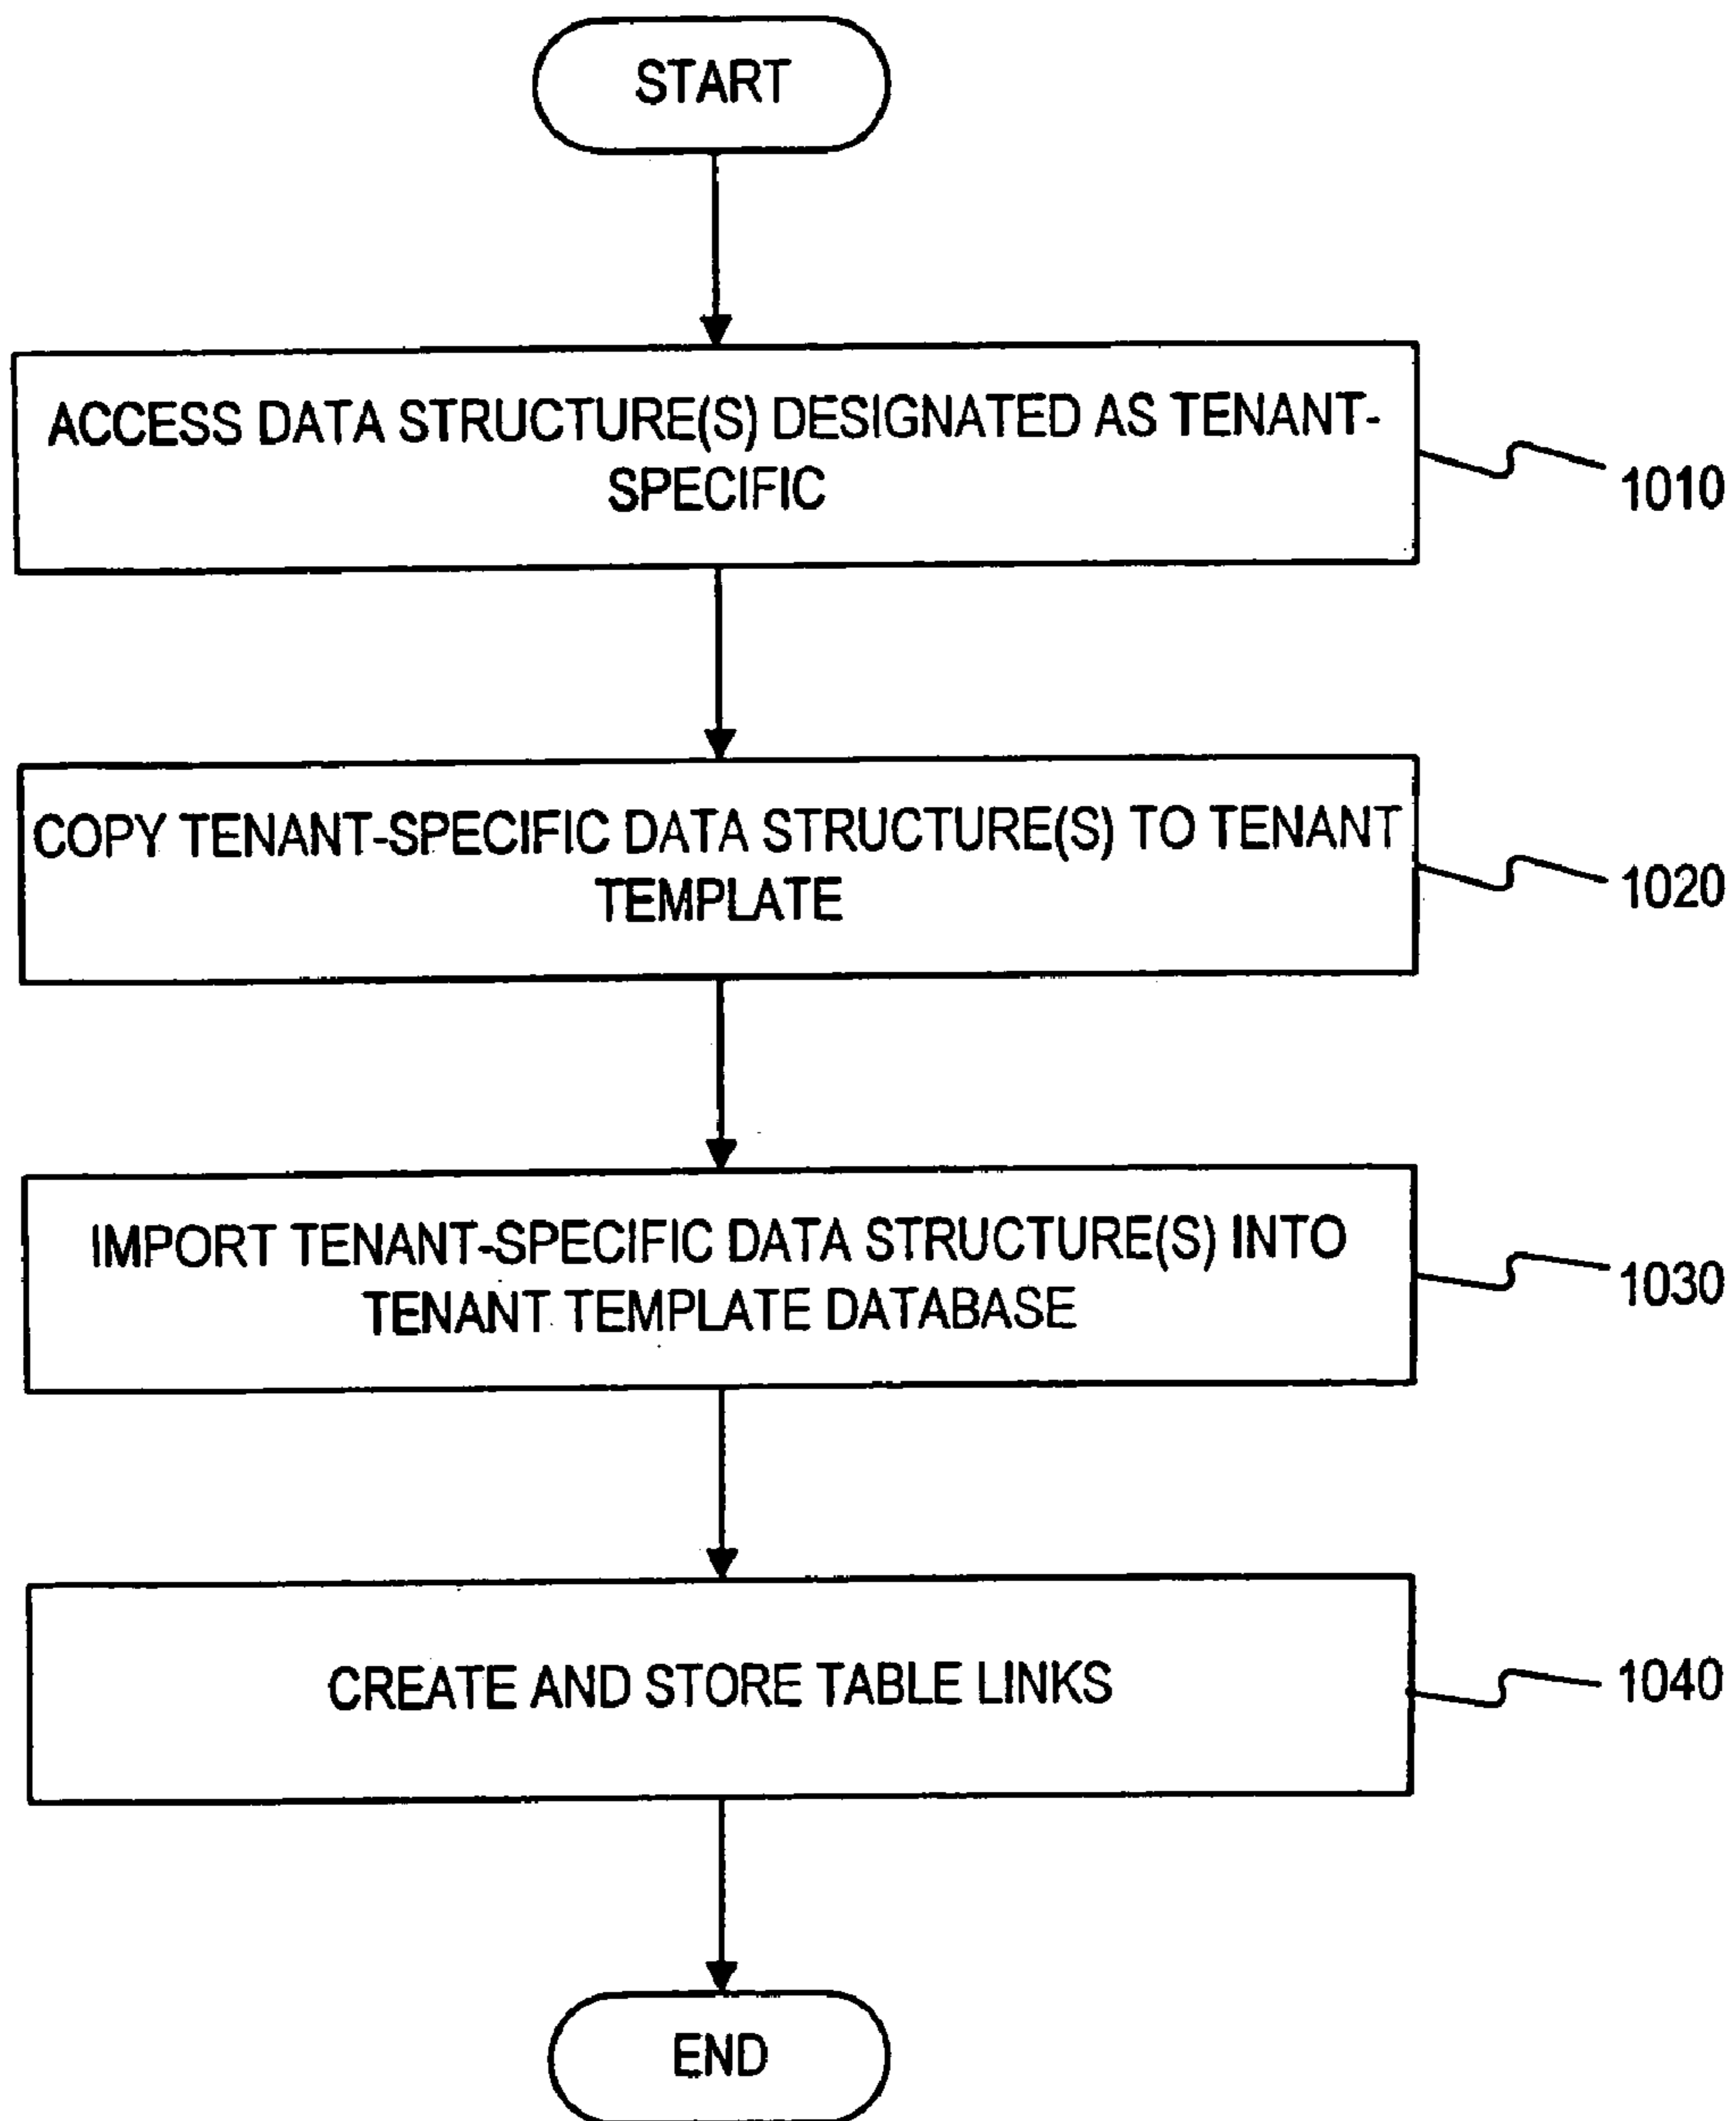 START
ACCESS DATA STRUCTURE(S) DESIGNATED AS TENANT-
SPECIFIC
1010
COPY TENANT-SPECIFIC DATA STRUCTURE(S) TO TENANT
TEMPLATE
1020
IMPORT TENANT-SPECIFIC DATA STRUCTURE(S) INTO
TENANT TEMPLATE DATABASE
1030
CREATE AND STORE TABLE LINKS
1040
END